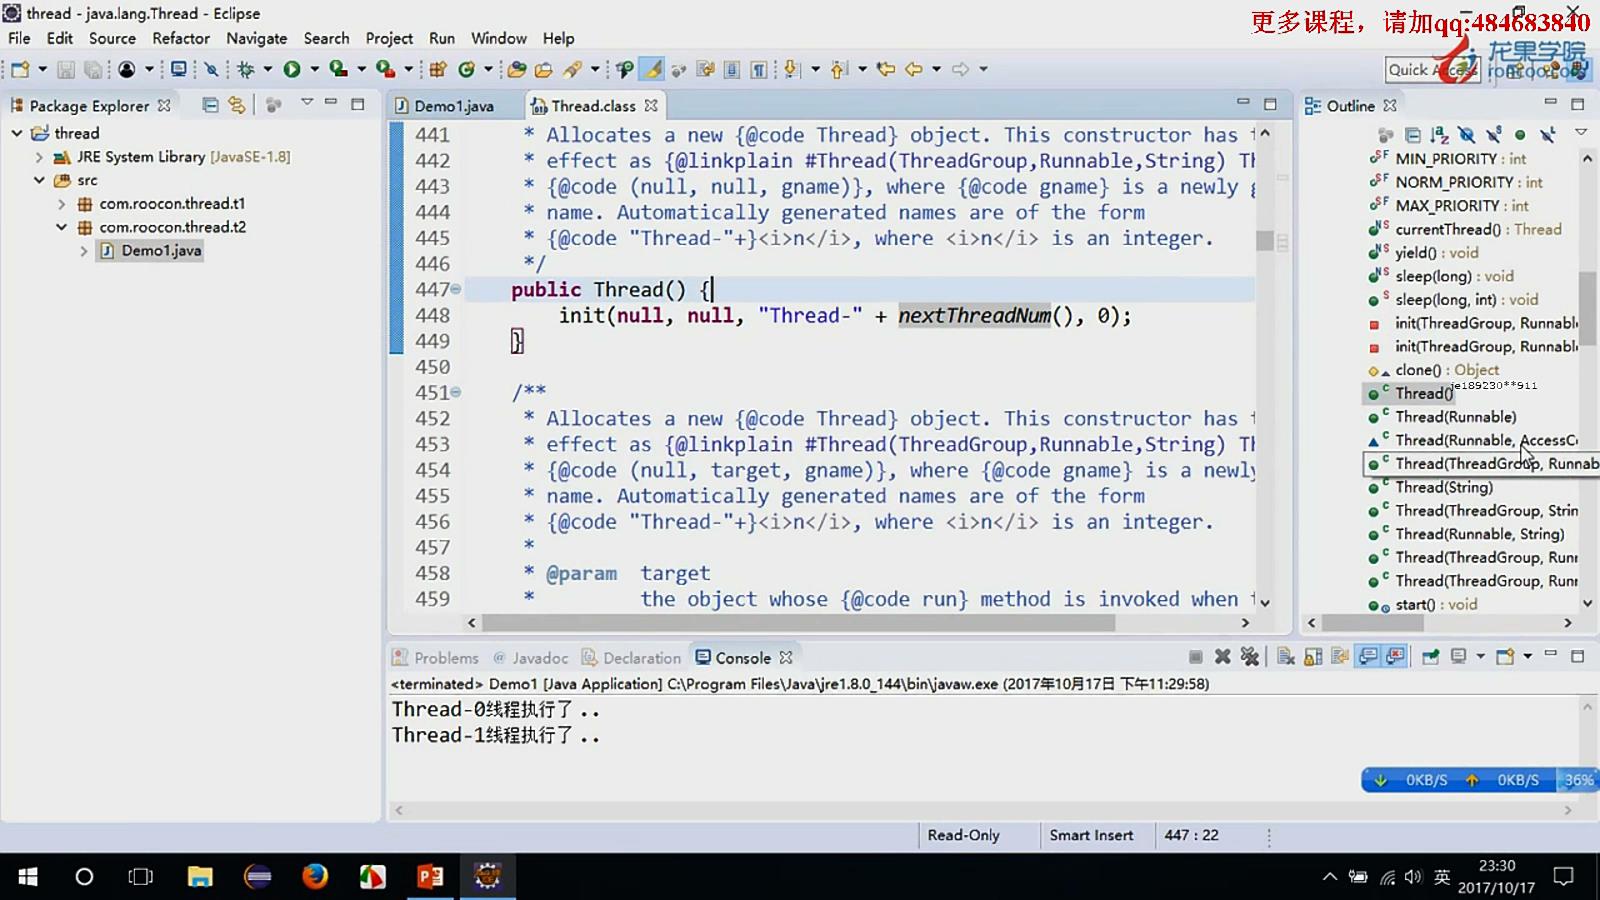 thread - java.lang.Thread - Eclipse
更多课程，请加qq:484683840
File Edit Source Refactor Navigate Search Project Run Window Help
龙果学院
roncoo.com
Quick Access
Package Explorer
thread
JRE System Library [JavaSE-1.8]
src
com.roocon.thread.t1
com.roocon.thread.t2
Demo1.java
Demo1.java Thread.class
441 * Allocates a new {@code Thread} object. This constructor has t
442 * effect as {@linkplain #Thread(ThreadGroup,Runnable,String) Th
443 * {@code (null, null, gname)}, where {@code gname} is a newly g
444 * name. Automatically generated names are of the form
445 * {@code "Thread-"+}<i>n</i>, where <i>n</i> is an integer.
446 */
447 public Thread() {
448 init(null, null, "Thread-" + nextThreadNum(), 0);
449 }
450
451 /**
452 * Allocates a new {@code Thread} object. This constructor has t
453 * effect as {@linkplain #Thread(ThreadGroup,Runnable,String) Th
454 * {@code (null, target, gname)}, where {@code gname} is a newly
455 * name. Automatically generated names are of the form
456 * {@code "Thread-"+}<i>n</i>, where <i>n</i> is an integer.
457 *
458 * @param target
459 * the object whose {@code run} method is invoked when t
Outline
MIN_PRIORITY : int
NORM_PRIORITY : int
MAX_PRIORITY : int
currentThread() : Thread
yield() : void
sleep(long) : void
sleep(long, int) : void
init(ThreadGroup, Runnabl
init(ThreadGroup, Runnabl
clone() : Object
Thread()
je189230**911
Thread(Runnable)
Thread(Runnable, AccessC
Thread(ThreadGroup, Runnab
Thread(String)
Thread(ThreadGroup, Strin
Thread(Runnable, String)
Thread(ThreadGroup, Runn
Thread(ThreadGroup, Runn
start() : void
Problems Javadoc Declaration Console
<terminated> Demo1 [Java Application] C:\Program Files\Java\jre1.8.0_144\bin\javaw.exe (2017年10月17日 下午11:29:58)
Thread-0线程执行了..
Thread-1线程执行了..
0KB/S 0KB/S 36%
Read-Only Smart Insert 447 : 22
英
23:30
2017/10/17